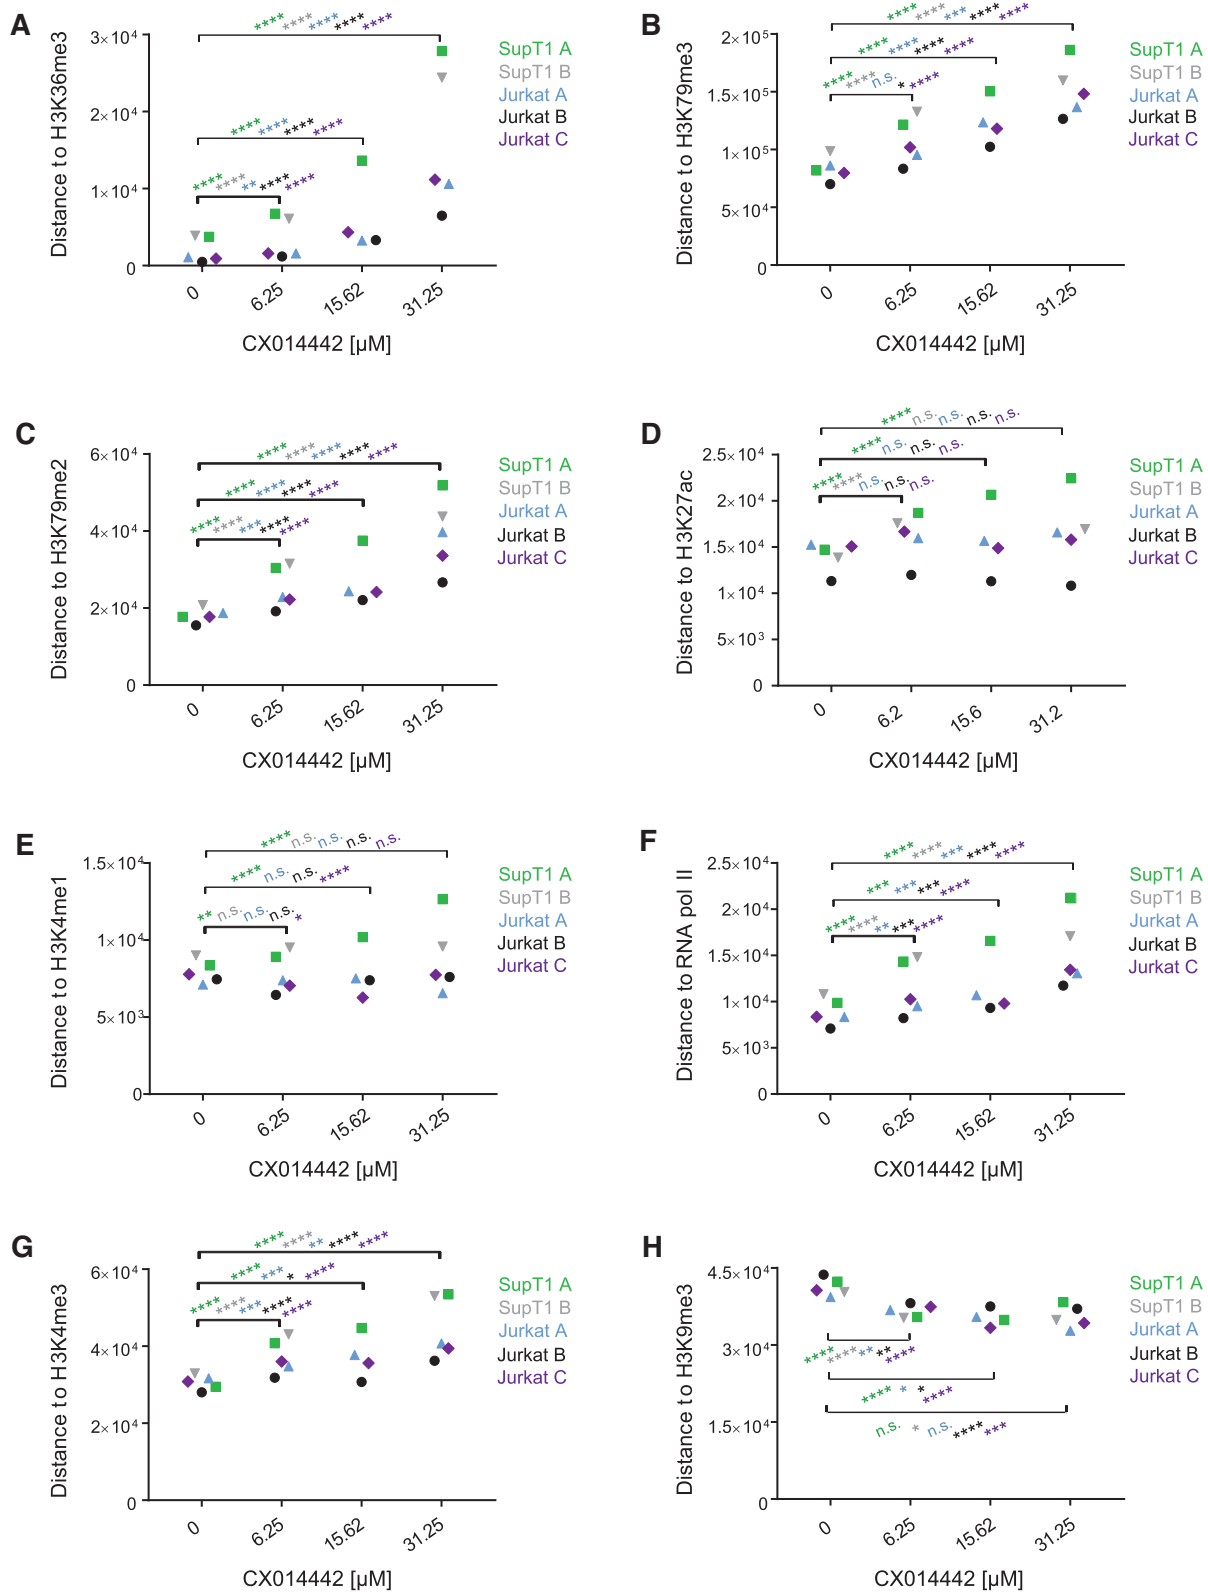 A
**** **** **** **** ****
**** **** **** ****
**** **** ** **** ****
Distance to H3K36me3
3×10⁴
2×10⁴
1×10⁴
0
0 6.25 15.62 31.25
CX014442 [µM]
SupT1 A
SupT1 B
Jurkat A
Jurkat B
Jurkat C
B
**** **** *** **** ****
**** **** **** ****
**** **** n.s. * ****
Distance to H3K79me3
2×10⁵
1×10⁵
1×10⁵
5×10⁴
0
0 6.25 15.62 31.25
CX014442 [µM]
SupT1 A
SupT1 B
Jurkat A
Jurkat B
Jurkat C
C
**** **** **** **** ****
**** **** **** ****
**** **** *** **** ****
Distance to H3K79me2
6×10⁴
4×10⁴
2×10⁴
0
0 6.25 15.62 31.25
CX014442 [µM]
SupT1 A
SupT1 B
Jurkat A
Jurkat B
Jurkat C
D
**** n.s. n.s. n.s. n.s.
**** n.s. n.s. n.s.
**** **** n.s. n.s. n.s.
Distance to H3K27ac
2.5×10⁴
2×10⁴
1.5×10⁴
1×10⁴
5×10³
0
0 6.2 15.6 31.2
CX014442 [µM]
SupT1 A
SupT1 B
Jurkat A
Jurkat B
Jurkat C
E
**** n.s. n.s. n.s. n.s.
**** n.s. n.s. ****
** n.s. n.s. n.s. *
Distance to H3K4me1
1.5×10⁴
1×10⁴
5×10³
0
0 6.25 15.62 31.25
CX014442 [µM]
SupT1 A
SupT1 B
Jurkat A
Jurkat B
Jurkat C
F
**** **** *** **** ****
*** *** *** ****
**** **** ** *** ****
Distance to RNA pol II
2.5×10⁴
2×10⁴
1.5×10⁴
1×10⁴
5×10³
0
0 6.25 15.62 31.25
CX014442 [µM]
SupT1 A
SupT1 B
Jurkat A
Jurkat B
Jurkat C
G
**** **** ** **** ****
**** *** * ****
**** **** *** **** ****
Distance to H3K4me3
6×10⁴
4×10⁴
2×10⁴
0
0 6.25 15.62 31.25
CX014442 [µM]
SupT1 A
SupT1 B
Jurkat A
Jurkat B
Jurkat C
H
Distance to H3K9me3
4.5×10⁴
3×10⁴
1.5×10⁴
0
**** **** ** ** ****
**** * * ****
n.s. * n.s. **** ***
0 6.25 15.62 31.25
CX014442 [µM]
SupT1 A
SupT1 B
Jurkat A
Jurkat B
Jurkat C